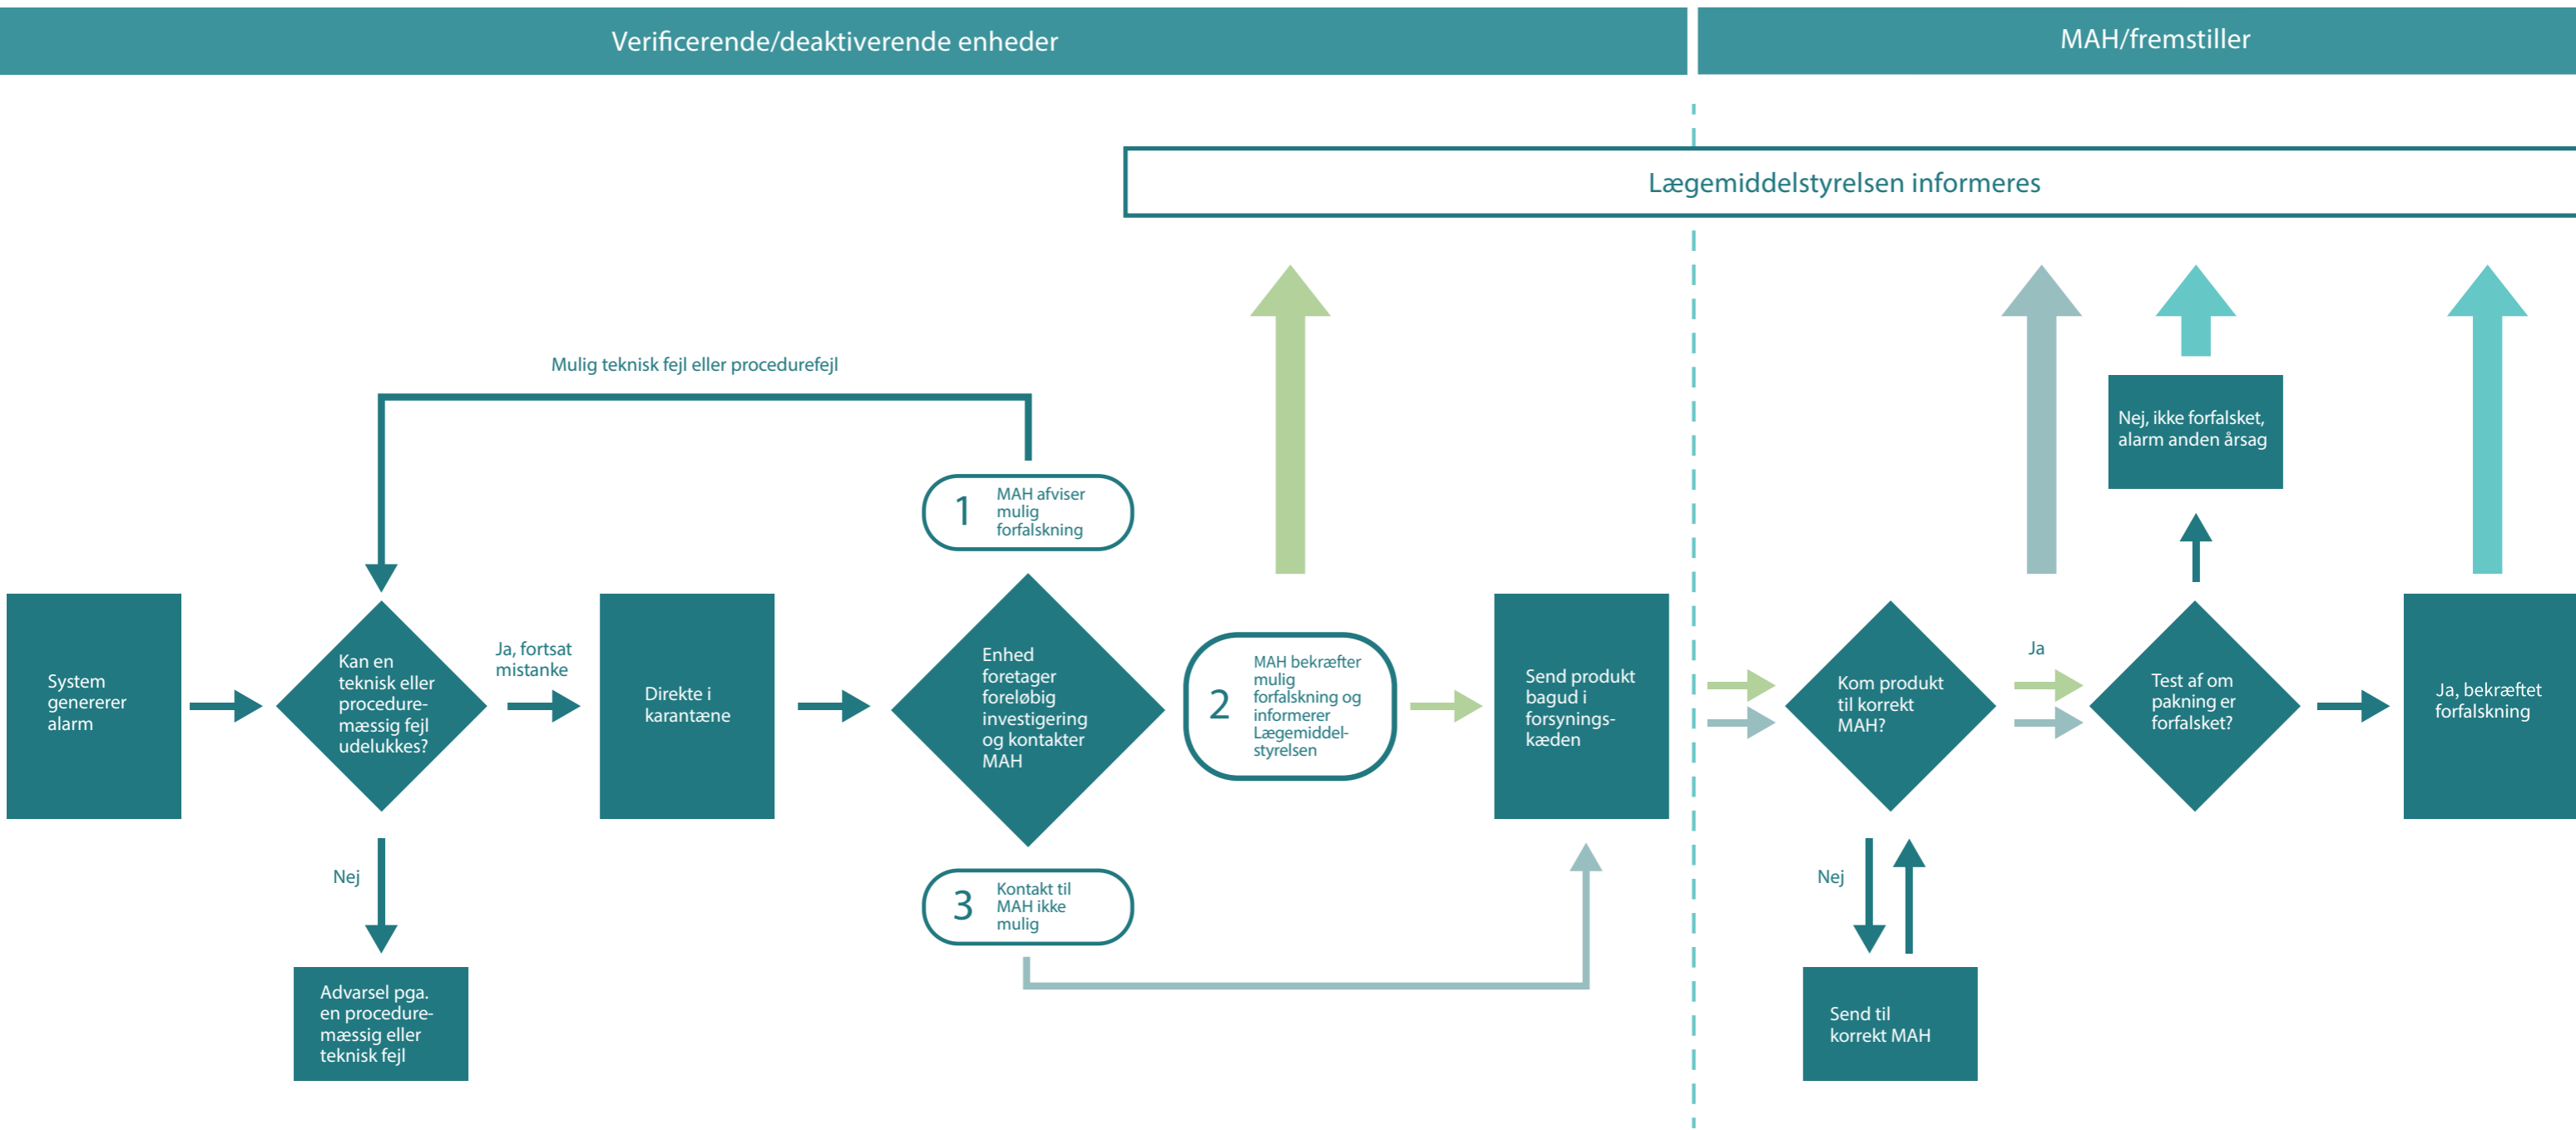 Verificerende/deaktiverende enheder
MAH/fremstiller
Lægemiddelstyrelsen informeres
Mulig teknisk fejl eller procedurefejl
System
genererer
alarm
Kan en
teknisk eller
procedure-
mæssig fejl
udelukkes?
Ja, fortsat
mistanke
Nej
Advarsel pga.
en procedure-
mæssig eller
teknisk fejl
Direkte i
karantæne
1
MAH afviser
mulig
forfalskning
Enhed
foretager
foreløbig
investigering
og kontakter
MAH
2
MAH bekræfter
mulig
forfalskning og
informerer
Lægemiddel-
styrelsen
3
Kontakt til
MAH ikke
mulig
Send produkt
bagud i
forsynings-
kæden
Kom produkt
til korrekt
MAH?
Nej
Send til
korrekt MAH
Ja
Test af om
pakning er
forfalsket?
Nej, ikke forfalsket,
alarm anden årsag
Ja, bekræftet
forfalskning